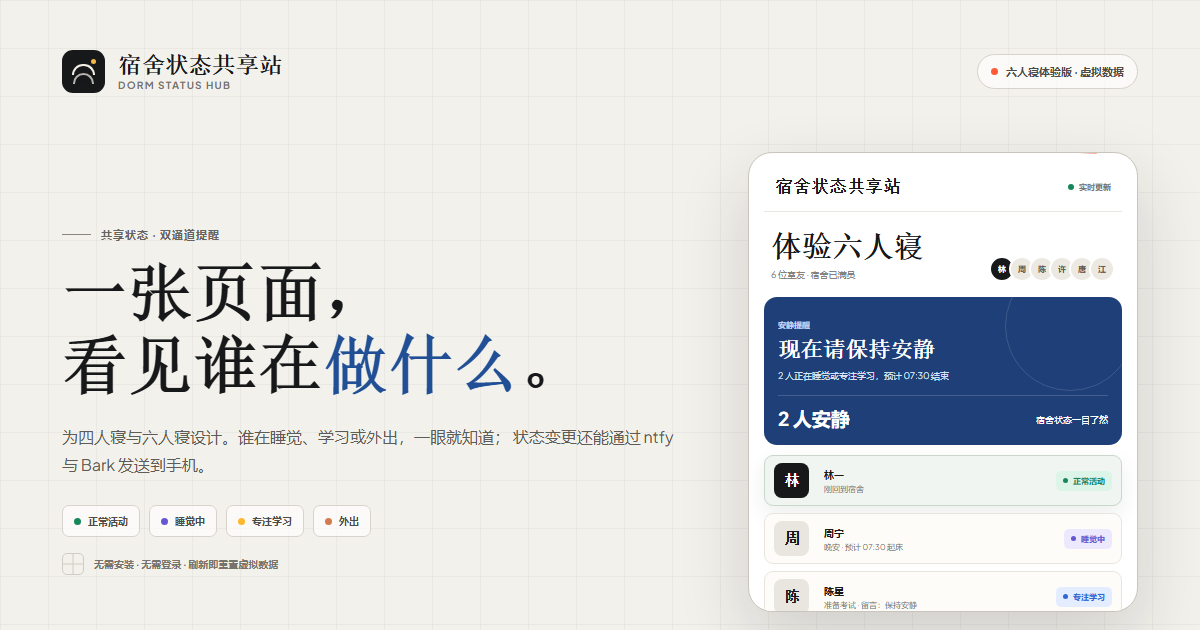 宿舍状态共享站
DORM STATUS HUB
六人寝体验版 · 虚拟数据
共享状态 · 双通道提醒
一张页面，
看见谁在做什么。
为四人寝与六人寝设计。谁在睡觉、学习或外出，一眼就知道； 状态变更还能通过 ntfy
与 Bark 发送到手机。
正常活动
睡觉中
专注学习
外出
无需安装 · 无需登录 · 刷新即重置虚拟数据
宿舍状态共享站
实时更新
体验六人寝
6 位室友 · 宿舍已满员
林 周 陈 许 唐 江
安静提醒
现在请保持安静
2 人正在睡觉或专注学习，预计 07:30 结束
2 人安静
宿舍状态一目了然
林
林一
刚回到宿舍
正常活动
周
周宁
晚安 · 预计 07:30 起床
睡觉中
陈
陈星
准备考试 · 留言：保持安静
专注学习